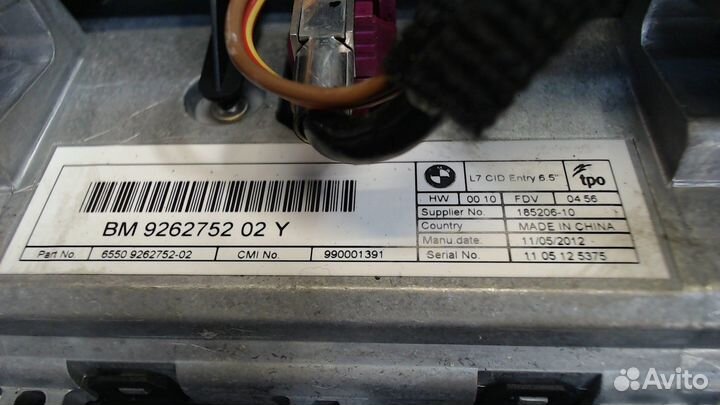 L7 CID Entry 6.5"
tpo
HW 00 10 FDV 04 56
Supplier No. 185206-10
Country MADE IN CHINA
Manu.date: 11/05/2012
Serial No. 11 05 12 5375
BM 9262752 02 Y
Part No 6550 9262752-02 CMI No. 990001391
Avito